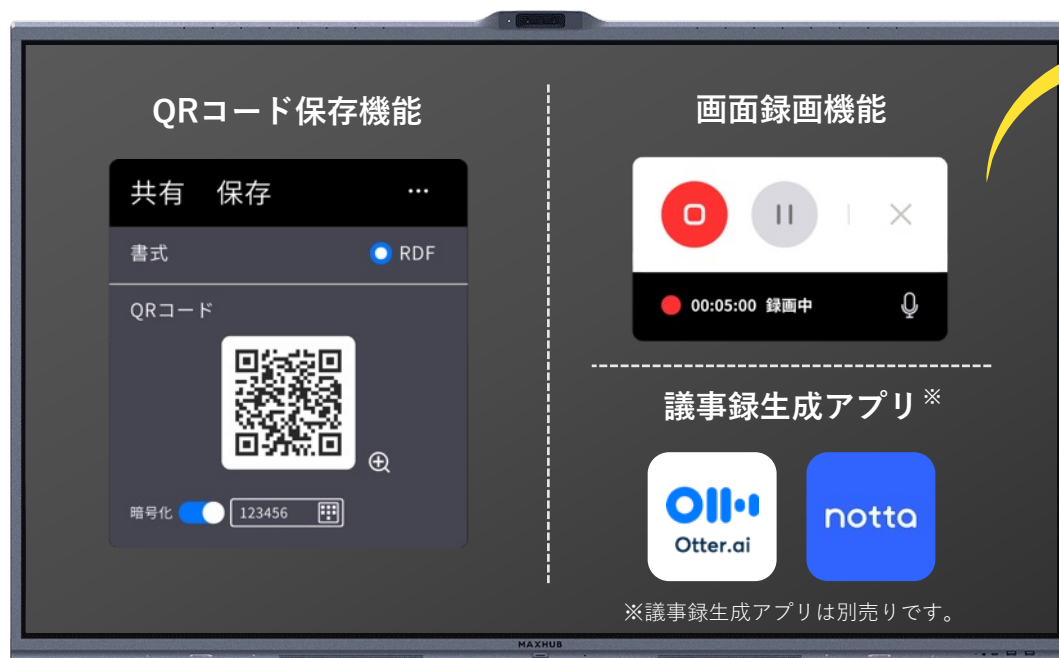 QRコード保存機能
共有 保存 …
書式 RDF
QRコード
暗号化 123456
画面録画機能
00:05:00 録画中
議事録生成アプリ※
Otter.ai
notta
※議事録生成アプリは別売りです。
MAXHUB